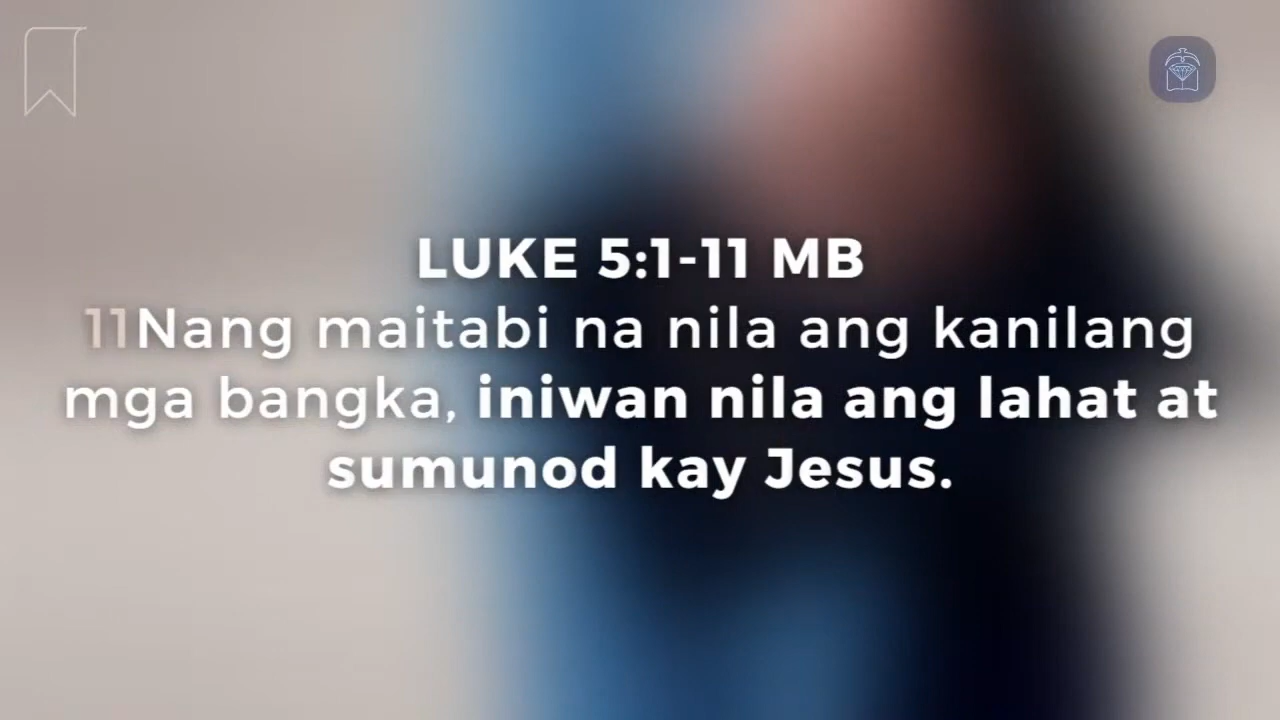 LUKE 5:1-11 MB
11Nang maitabi na nila ang kanilang
mga bangka, iniwan nila ang lahat at
sumunod kay Jesus.